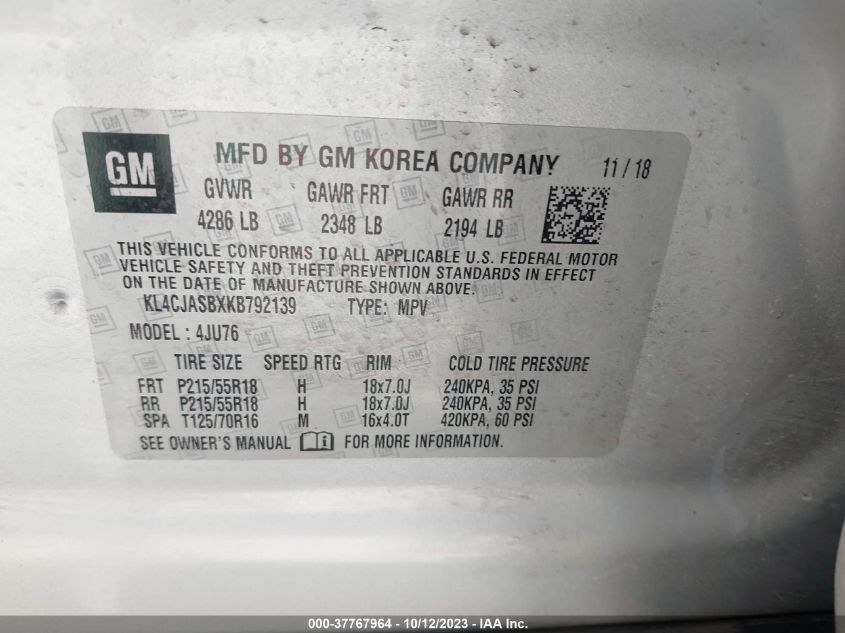 GM
MFD BY GM KOREA COMPANY 11/18
GVWR GAWR FRT GAWR RR
4286 LB 2348 LB 2194 LB
THIS VEHICLE CONFORMS TO ALL APPLICABLE U.S. FEDERAL MOTOR
VEHICLE SAFETY AND THEFT PREVENTION STANDARDS IN EFFECT
ON THE DATE OF MANUFACTURE SHOWN ABOVE.
KL4CJASBXKB792139 TYPE: MPV
MODEL: 4JU76
TIRE SIZE SPEED RTG RIM COLD TIRE PRESSURE
FRT P215/55R18 H 18x7.0J 240KPA, 35 PSI
RR P215/55R18 H 18x7.0J 240KPA, 35 PSI
SPA T125/70R16 M 16x4.0T 420KPA, 60 PSI
SEE OWNER'S MANUAL FOR MORE INFORMATION.
000-37767964 - 10/12/2023 - IAA Inc.